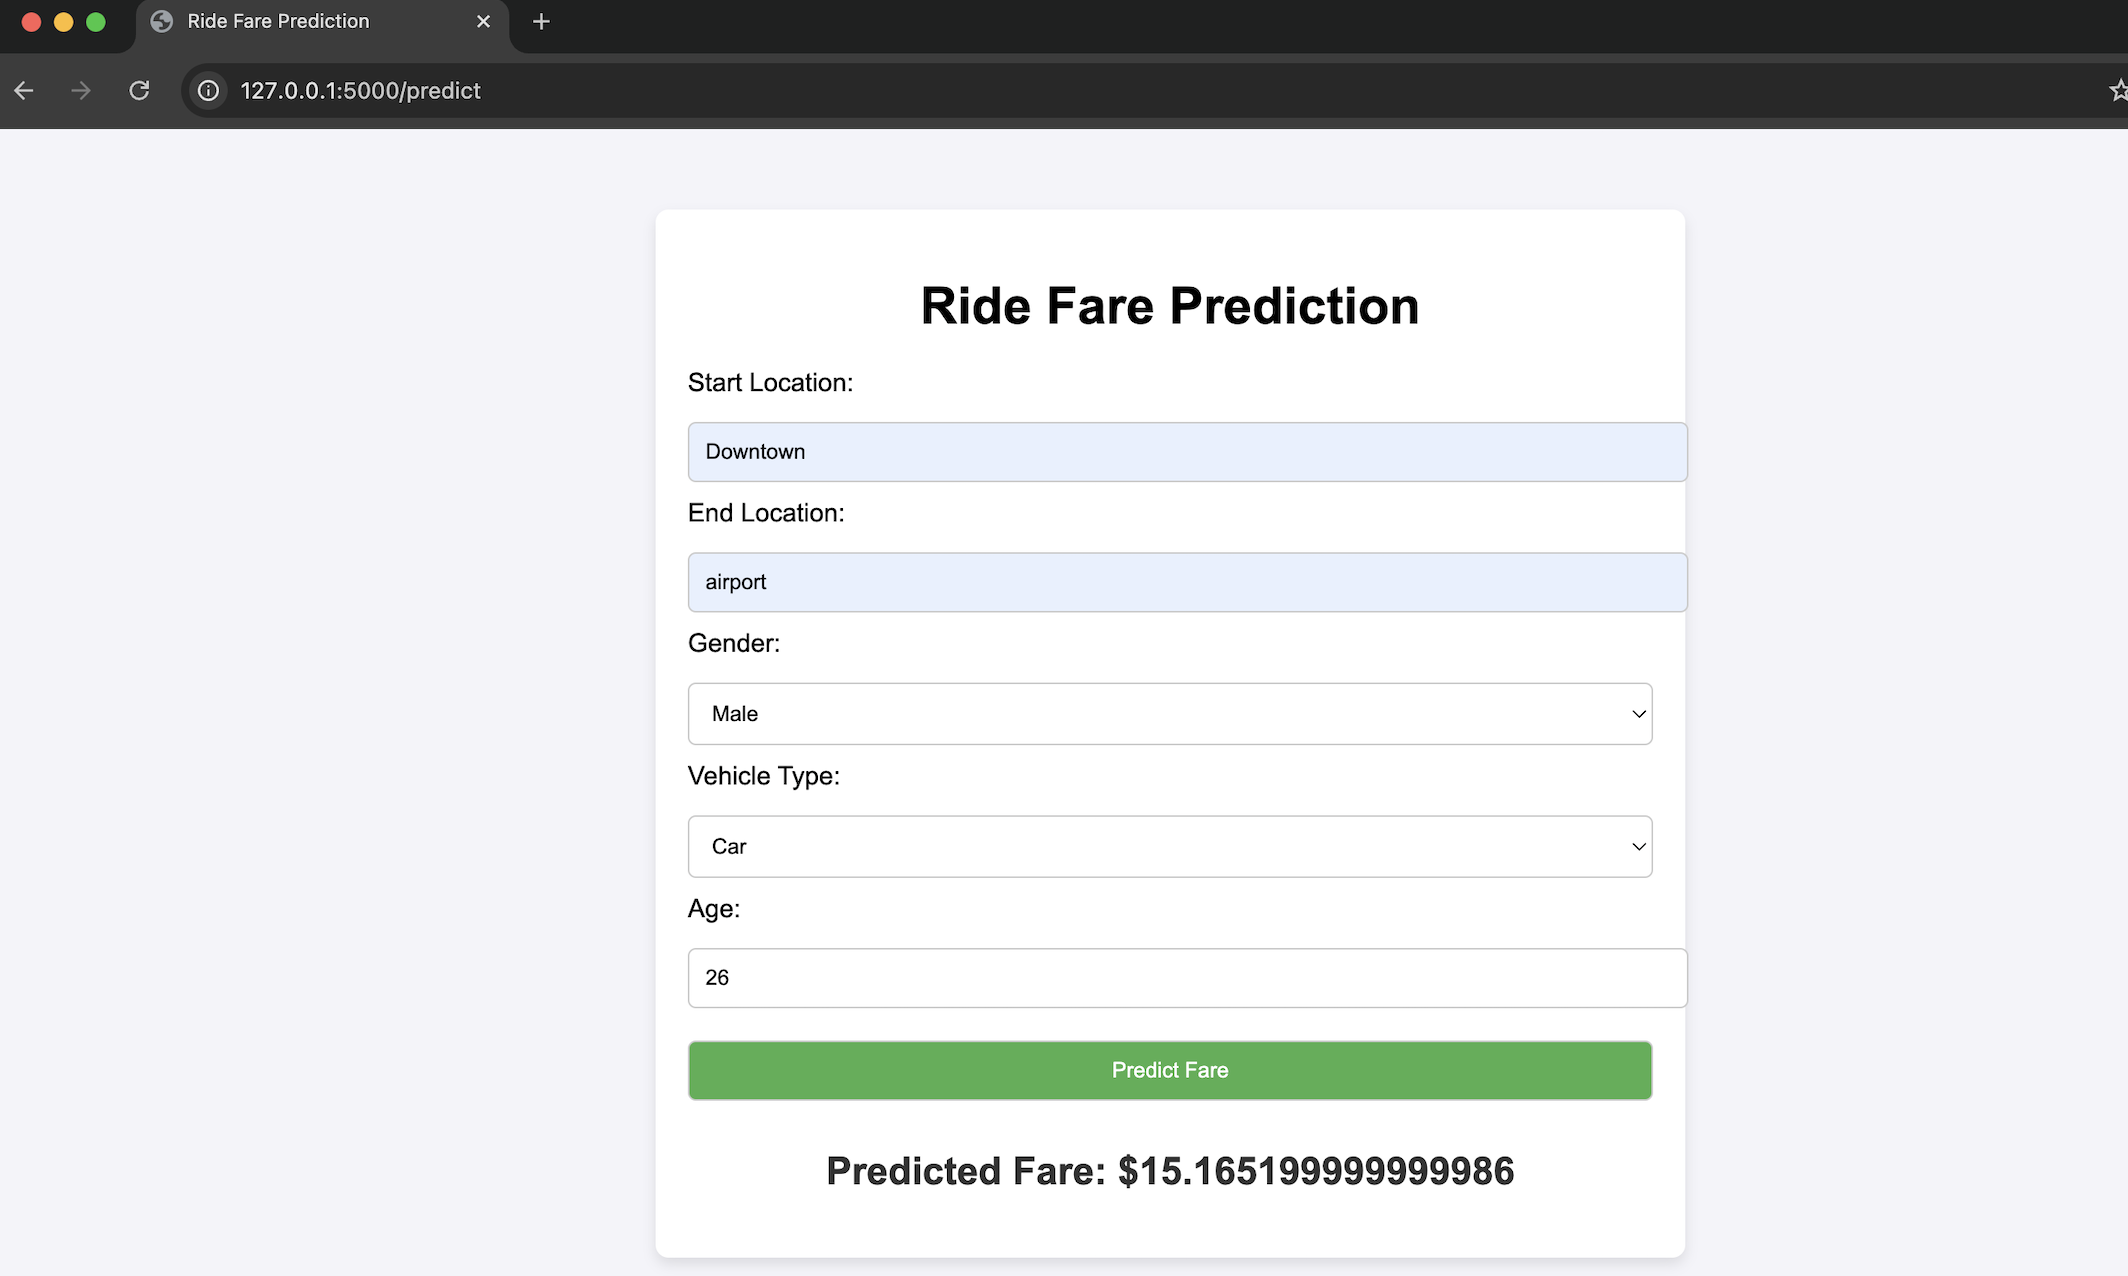 Ride Fare Prediction
127.0.0.1:5000/predict
Ride Fare Prediction
Start Location:
Downtown
End Location:
airport
Gender:
Male
Vehicle Type:
Car
Age:
26
Predict Fare
Predicted Fare: $15.165199999999986